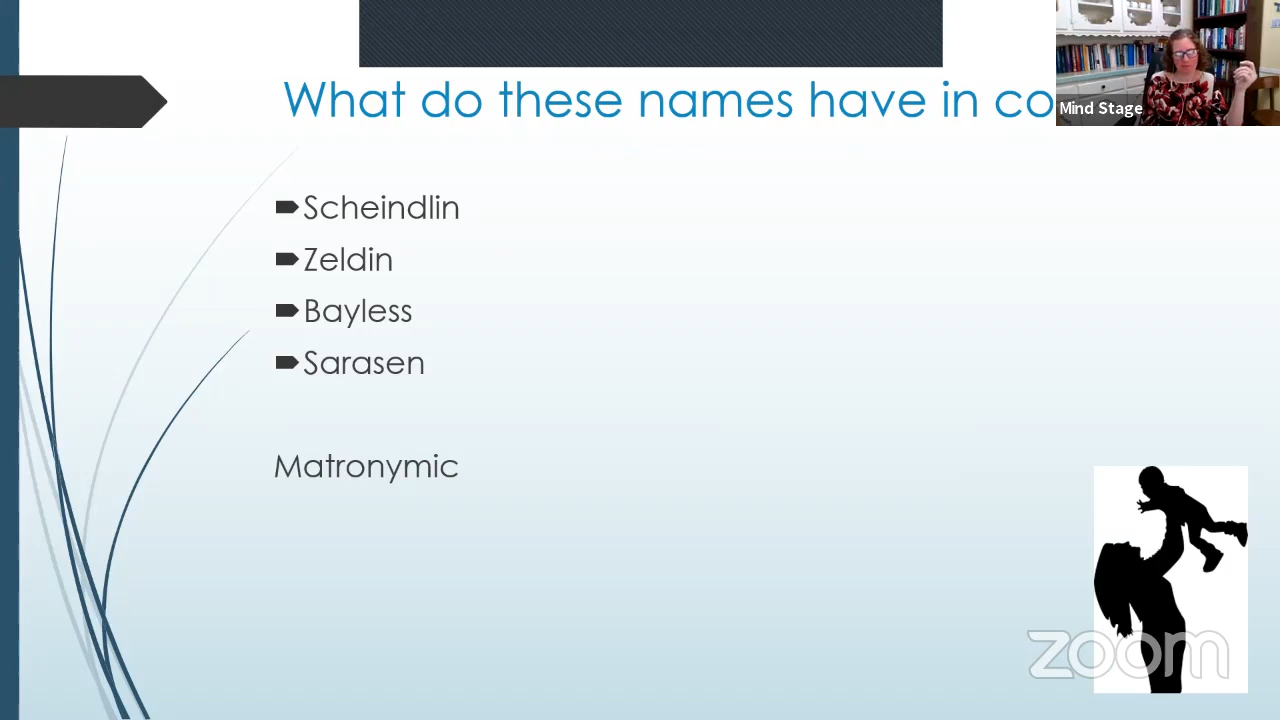 What do these names have in co
Mind Stage
Scheindlin
Zeldin
Bayless
Sarasen
Matronymic
zoom